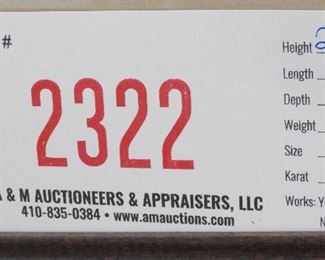 #
2322
& M AUCTIONEERS & APPRAISERS, LLC
410-835-0384 • www.amauctions.com
Height
Length
Depth
Weight
Size
Karat
Works: